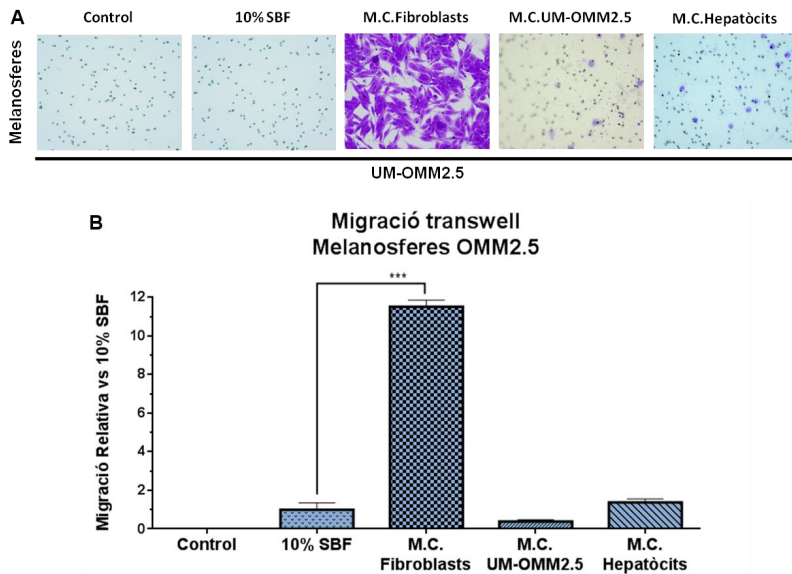 A
Control
10% SBF
M.C.Fibroblasts
M.C.UM-OMM2.5
M.C.Hepatòcits
Melanosferes
UM-OMM2.5
B
Migració transwell
Melanosferes OMM2.5
***
Migració Relativa vs 10% SBF
12
10
8
6
4
2
0
Control
10% SBF
M.C.
Fibroblasts
M.C.
UM-OMM2.5
M.C.
Hepatòcits